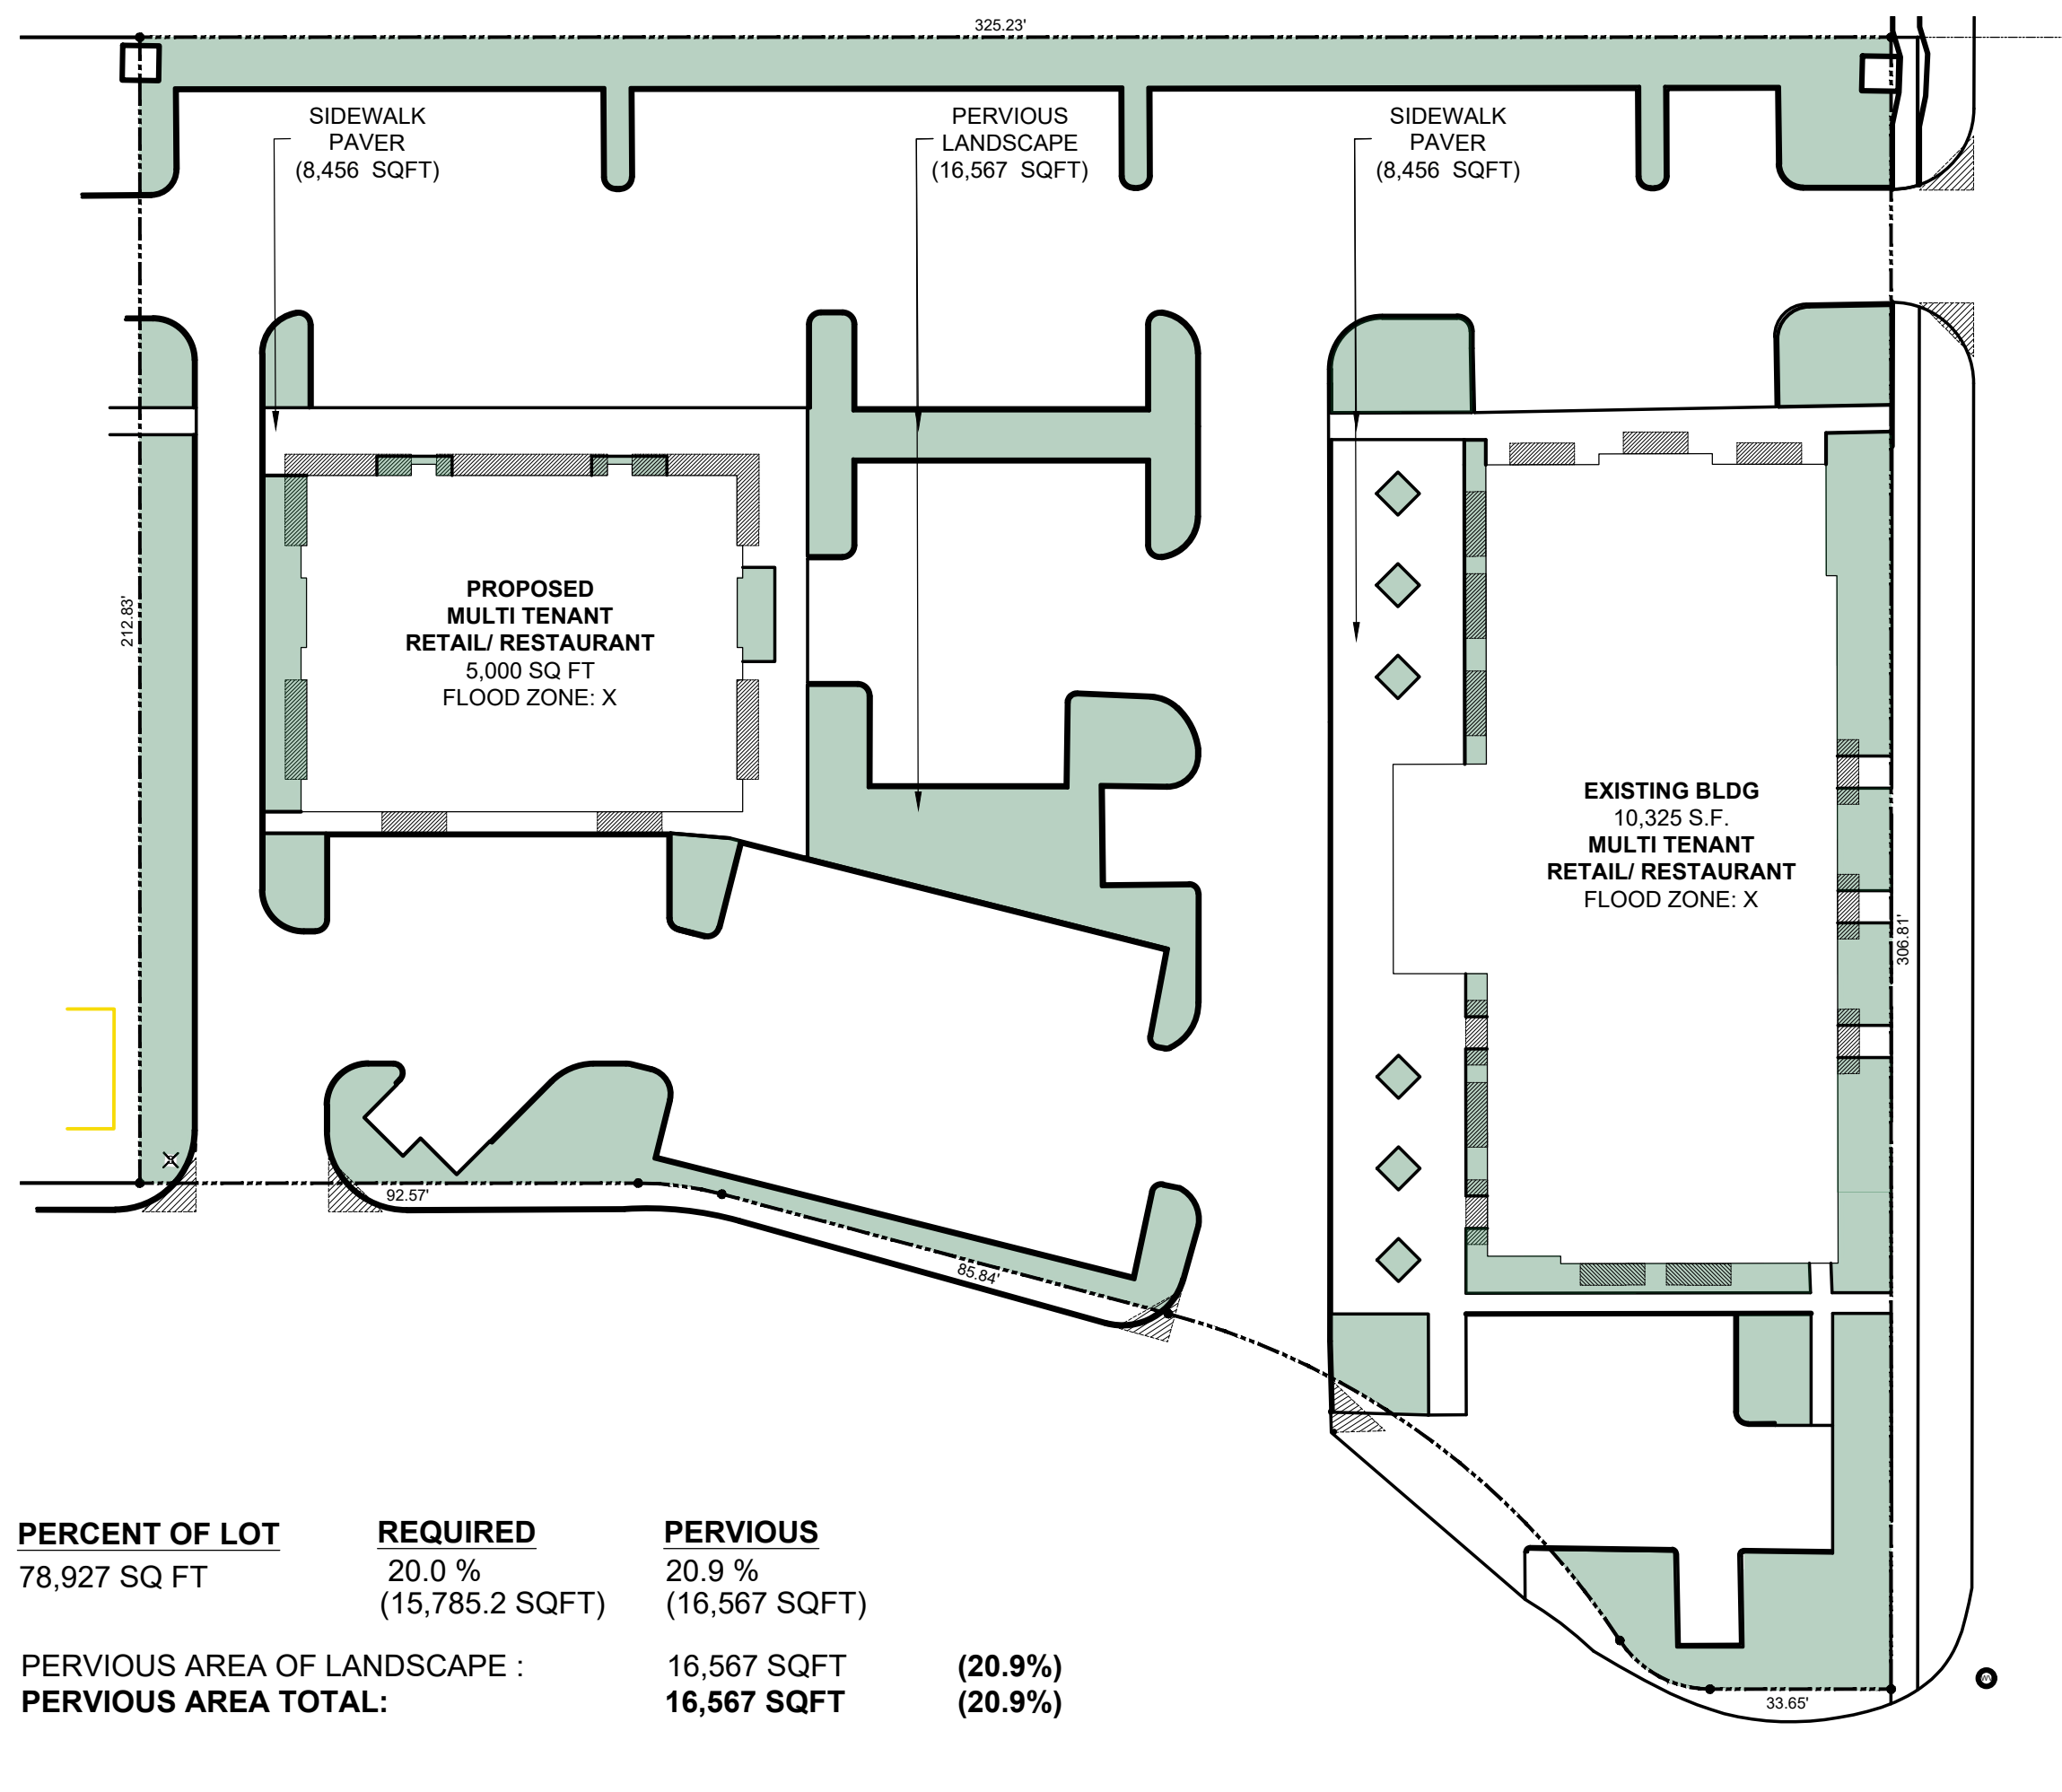 325.23'
SIDEWALK
PAVER
(8,456 SQFT)
PERVIOUS
LANDSCAPE
(16,567 SQFT)
SIDEWALK
PAVER
(8,456 SQFT)
212.83'
PROPOSED
MULTI TENANT
RETAIL/ RESTAURANT
5,000 SQ FT
FLOOD ZONE: X
EXISTING BLDG
10,325 S.F.
MULTI TENANT
RETAIL/ RESTAURANT
FLOOD ZONE: X
306.81'
92.57'
85.84'
PERCENT OF LOT
78,927 SQ FT
REQUIRED
20.0 %
(15,785.2 SQFT)
PERVIOUS
20.9 %
(16,567 SQFT)
PERVIOUS AREA OF LANDSCAPE : 16,567 SQFT (20.9%)
PERVIOUS AREA TOTAL: 16,567 SQFT (20.9%)
33.65'